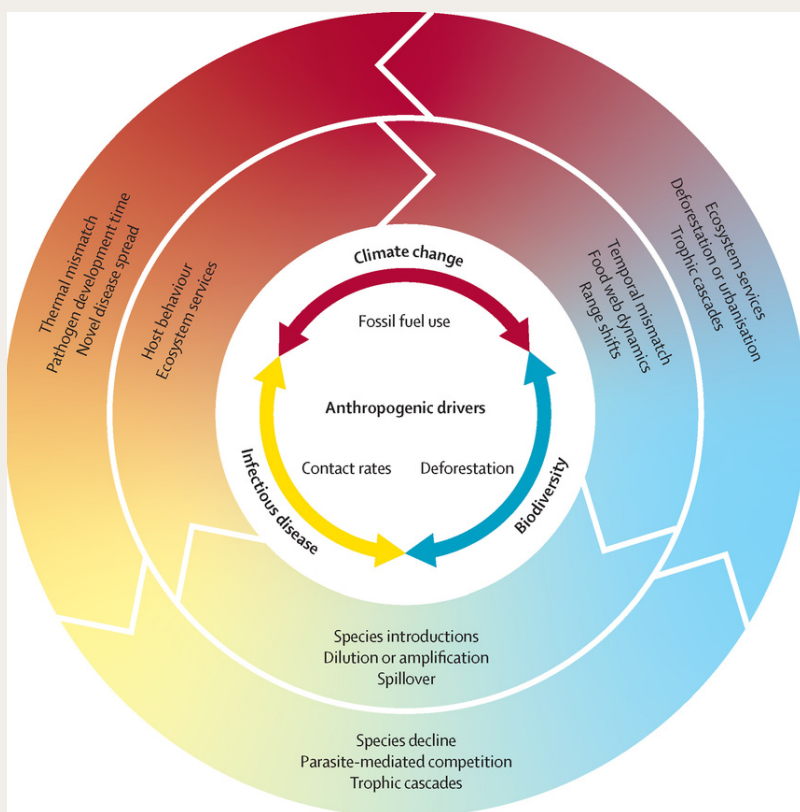 Climate change
Fossil fuel use
Anthropogenic drivers
Contact rates
Deforestation
Infectious disease
Biodiversity
Thermal mismatch
Pathogen development time
Novel disease spread
Host behaviour
Ecosystem services
Temporal mismatch
Food web dynamics
Range shifts
Ecosystem services
Deforestation or urbanisation
Trophic cascades
Species introductions
Dilution or amplification
Spillover
Species decline
Parasite-mediated competition
Trophic cascades